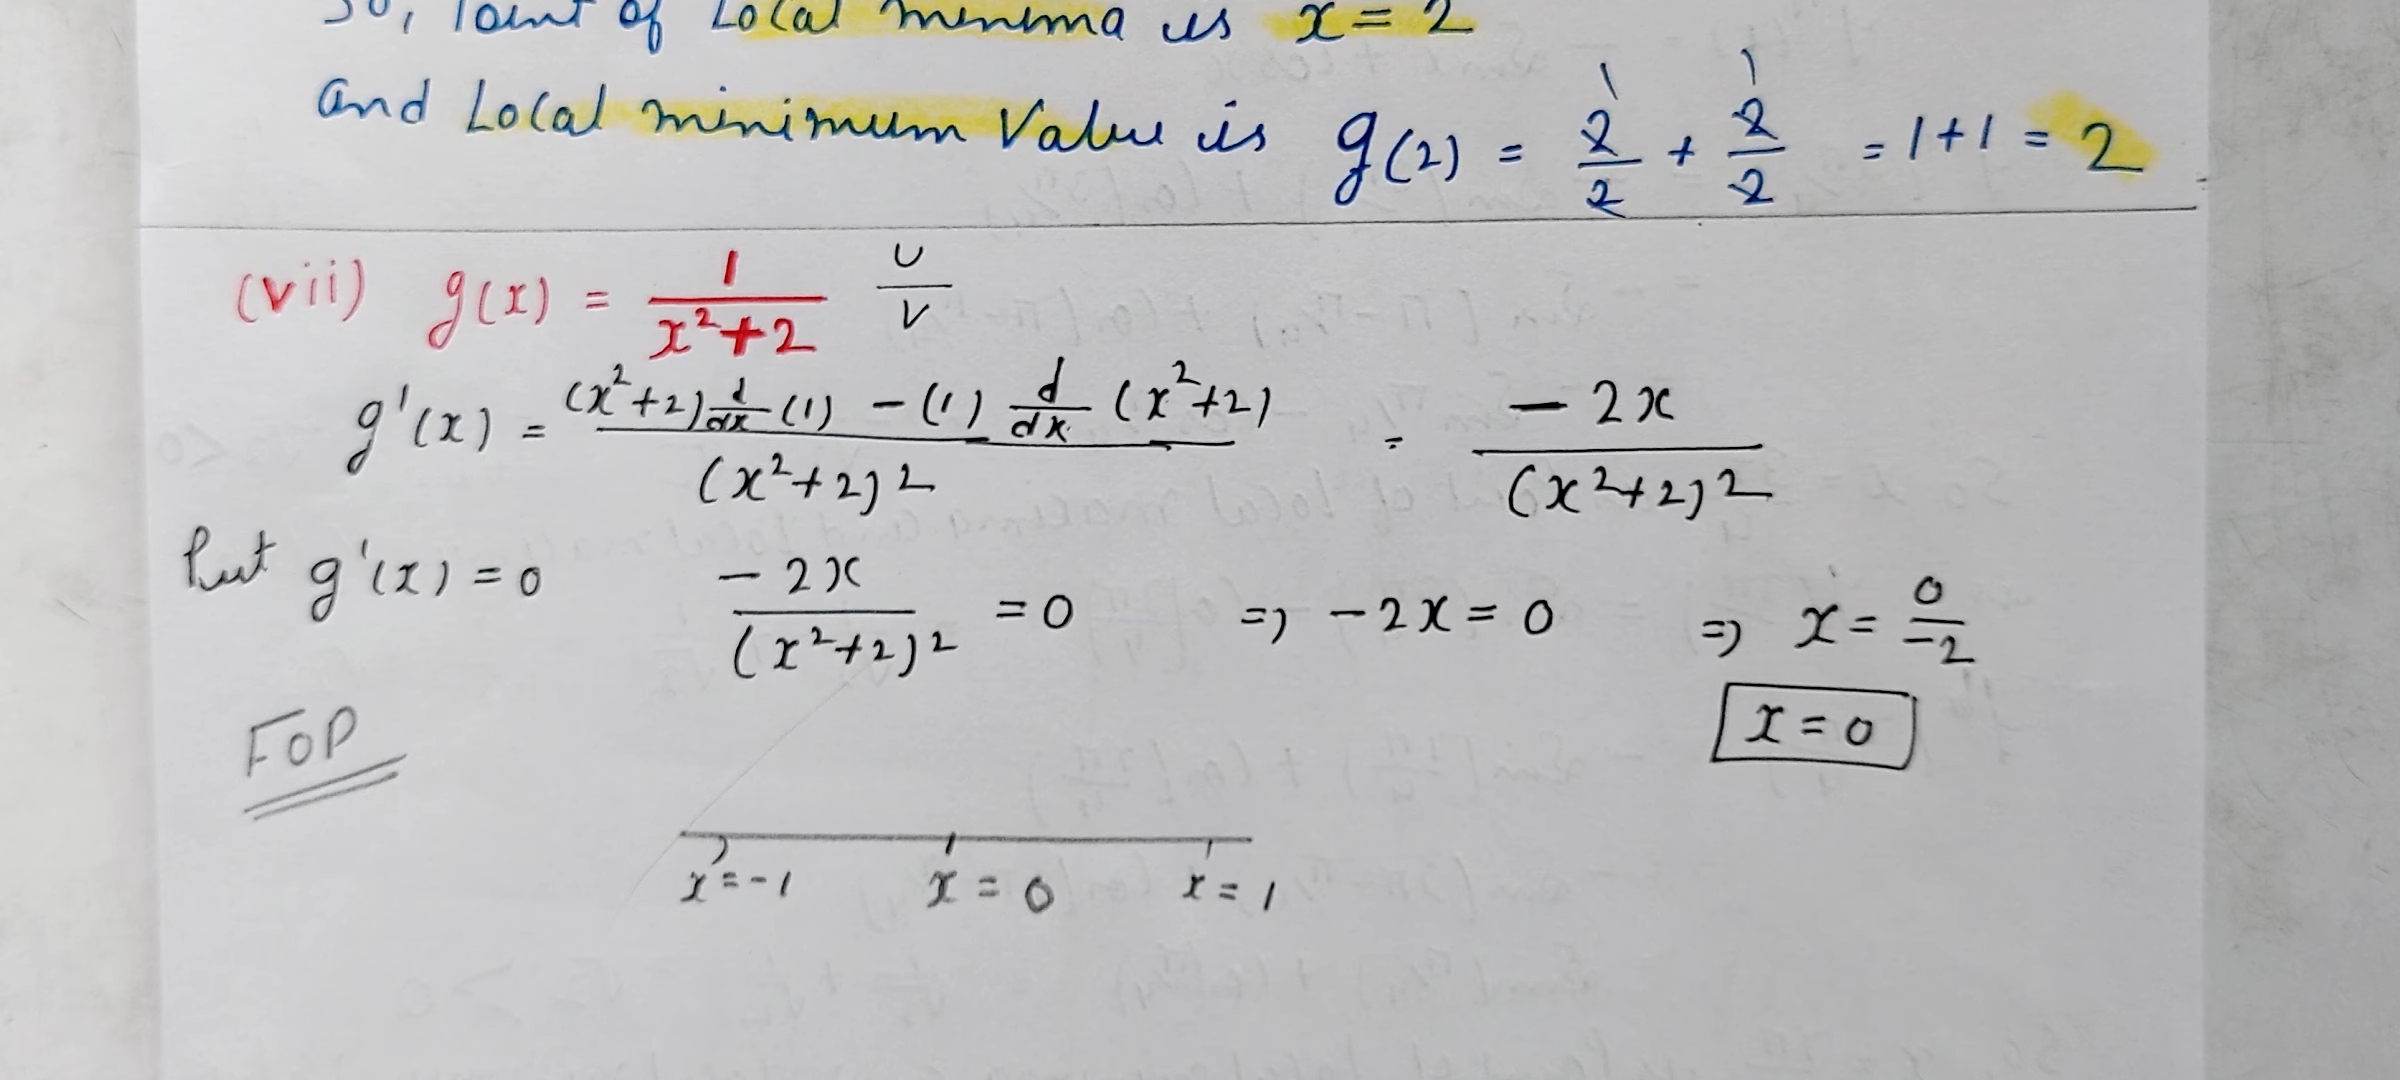 So, Point of Local minima is x = 2
and Local minimum Value is g(2) = 2/2 + 2/2 = 1+1 = 2
(vii) g(x) = 1/(x²+2) U/V
g'(x) = ((x²+2) d/dx (1) - (1) d/dx (x²+2))/(x²+2)² = -2x/(x²+2)²
Put g'(x) = 0 -2x/(x²+2)² = 0 => -2x = 0 => x = 0/-2
x = 0
FOP
x=-1 x=0 x=1